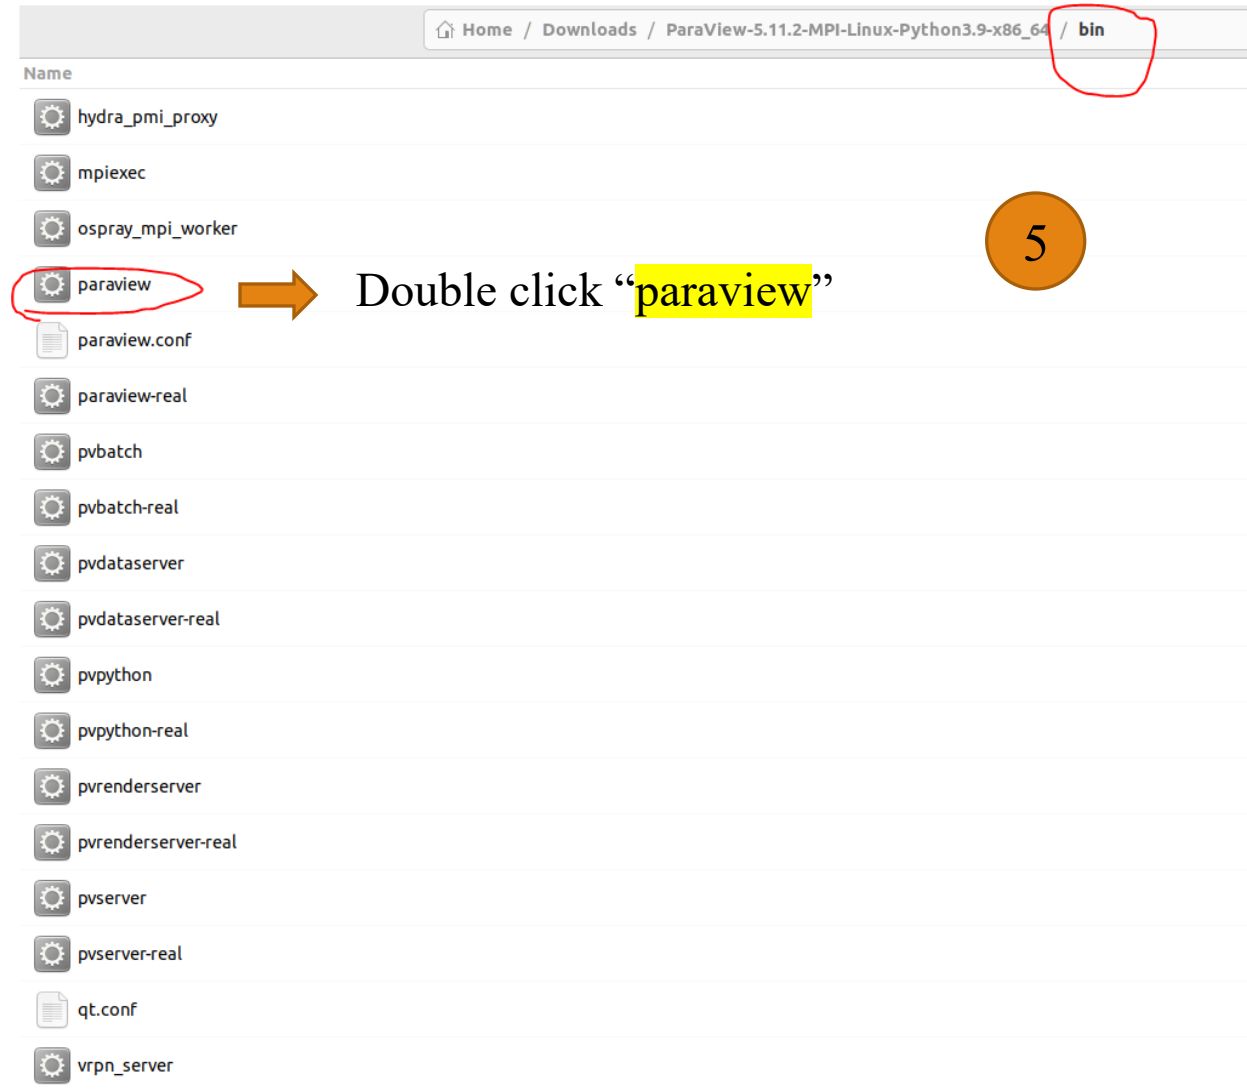 Home / Downloads / ParaView-5.11.2-MPI-Linux-Python3.9-x86_64 / bin
Name
hydra_pmi_proxy
mpiexec
ospray_mpi_worker
5
paraview
Double click “paraview”
paraview.conf
paraview-real
pvbatch
pvbatch-real
pvdataserver
pvdataserver-real
pvpython
pvpython-real
pvrenderserver
pvrenderserver-real
pvserver
pvserver-real
qt.conf
vrpn_server